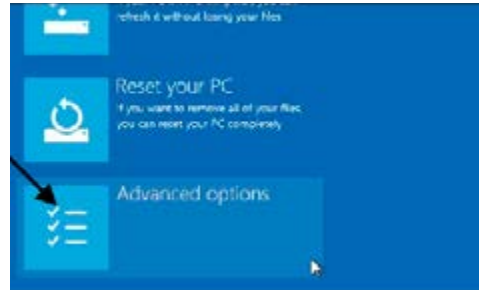 refresh it without losing your files
Reset your PC
If you want to remove all of your files,
you can reset your PC completely
Advanced options